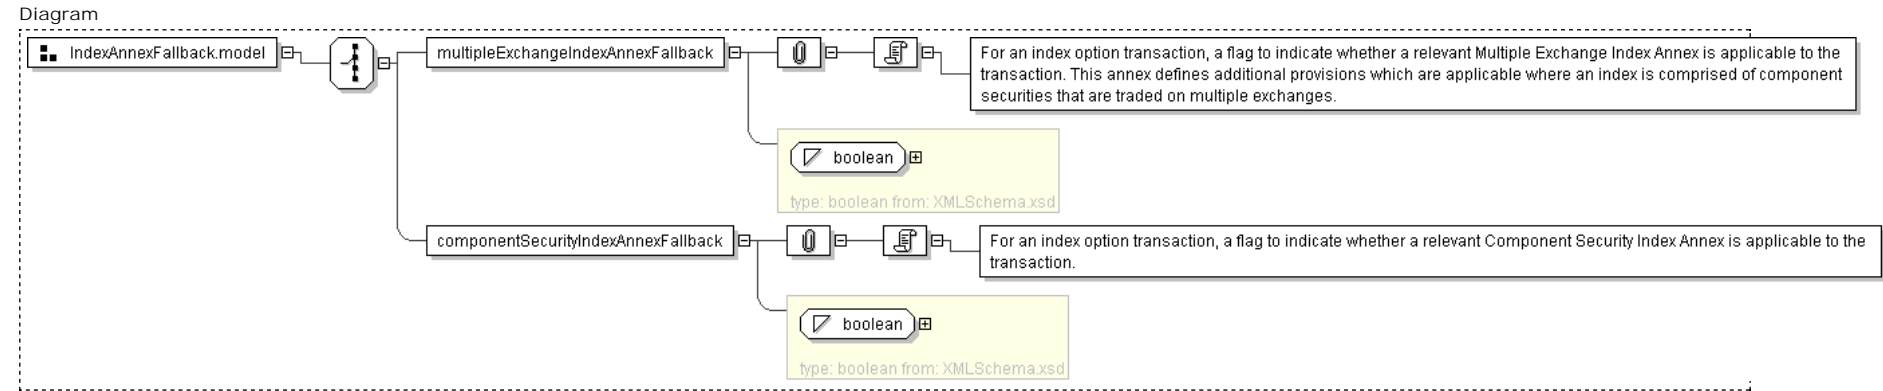 Diagram
IndexAnnexFallback.model
multipleExchangeIndexAnnexFallback
For an index option transaction, a flag to indicate whether a relevant Multiple Exchange Index Annex is applicable to the
transaction. This annex defines additional provisions which are applicable where an index is comprised of component
securities that are traded on multiple exchanges.
boolean
type: boolean from: XMLSchema.xsd
componentSecurityIndexAnnexFallback
For an index option transaction, a flag to indicate whether a relevant Component Security Index Annex is applicable to the
transaction.
boolean
type: boolean from: XMLSchema.xsd